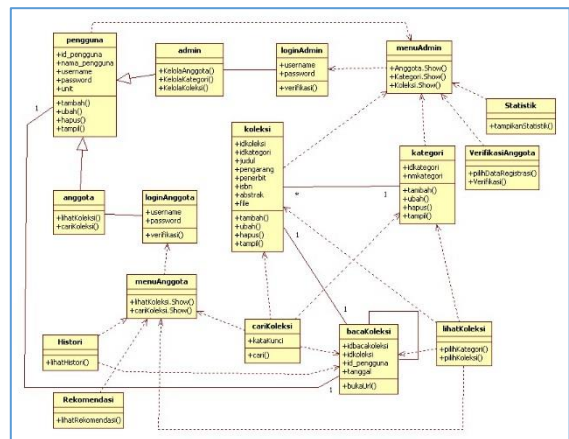 pengguna
+id_pengguna
+nama_pengguna
+username
+password
+unit
+tambah()
+ubah()
+hapus()
+tampil()
admin
+KelolaAnggota()
+KelolaKategori()
+KelolaKoleksi()
loginAdmin
+username
+password
+verifikasi()
menuAdmin
+Anggota.Show()
+Kategori.Show()
+Koleksi.Show()
Statistik
+tampikanStatistik()
koleksi
+idkoleksi
+idkategori
+judul
+pengarang
+penerbit
+isbn
+abstrak
+file
+tambah()
+ubah()
+hapus()
+tampil()
kategori
+idkategori
+nmkategori
+tambah()
+ubah()
+hapus()
+tampil()
VerifikasiAnggota
+pilihDataRegistrasi()
+Verifikasi()
1
*
1
anggota
+lihatKoleksi()
+cariKoleksi()
loginAnggota
+username
+password
+verifikasi()
1
menuAnggota
+lihatKoleksi.Show()
+cariKoleksi.Show()
1
Histori
+lihatHistori()
cariKoleksi
+kataKunci
+cari()
bacaKoleksi
+idbacakoleksi
+idkoleksi
+id_pengguna
+tanggal
+bukaUrl()
lihatKoleksi
+pilihKategori()
+pilihKoleksi()
Rekomendasi
+lihatRekomendasi()
1